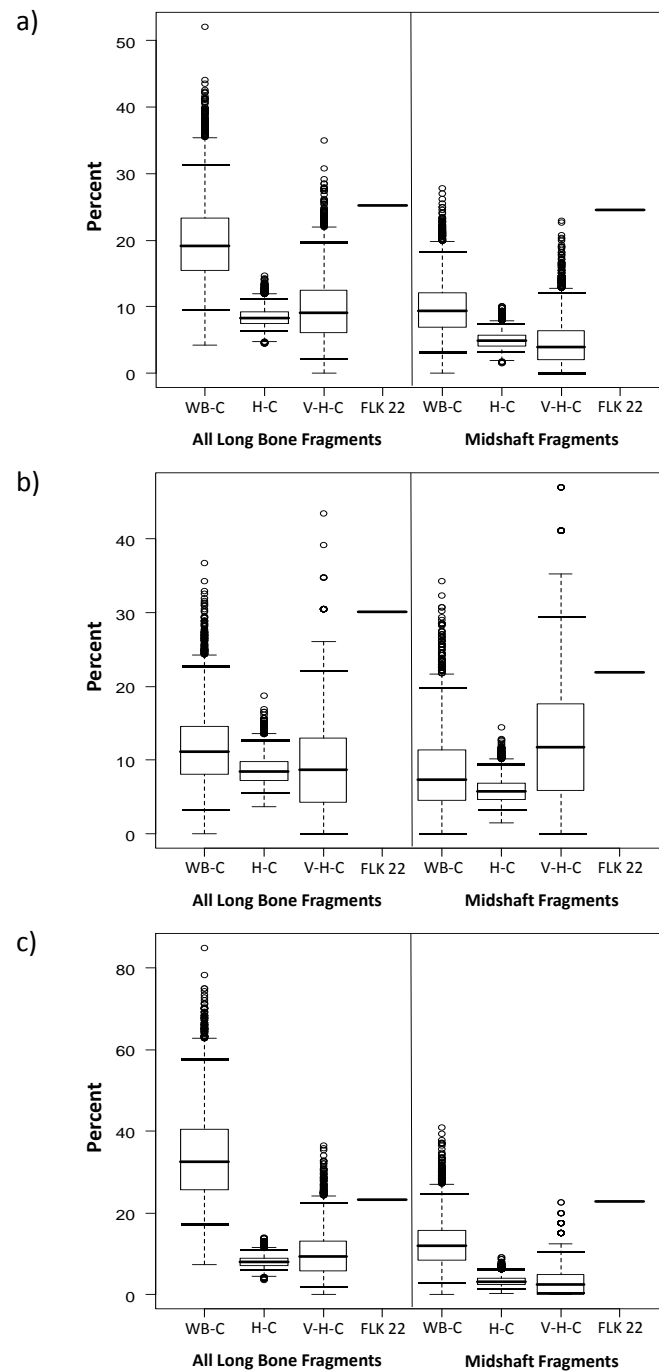 a)
50
40
30
20
10
0
Percent
WB-C H-C V-H-C FLK 22 WB-C H-C V-H-C FLK 22
All Long Bone Fragments Midshaft Fragments
b)
40
30
20
10
0
Percent
WB-C H-C V-H-C FLK 22 WB-C H-C V-H-C FLK 22
All Long Bone Fragments Midshaft Fragments
c)
80
60
40
20
0
Percent
WB-C H-C V-H-C FLK 22 WB-C H-C V-H-C FLK 22
All Long Bone Fragments Midshaft Fragments